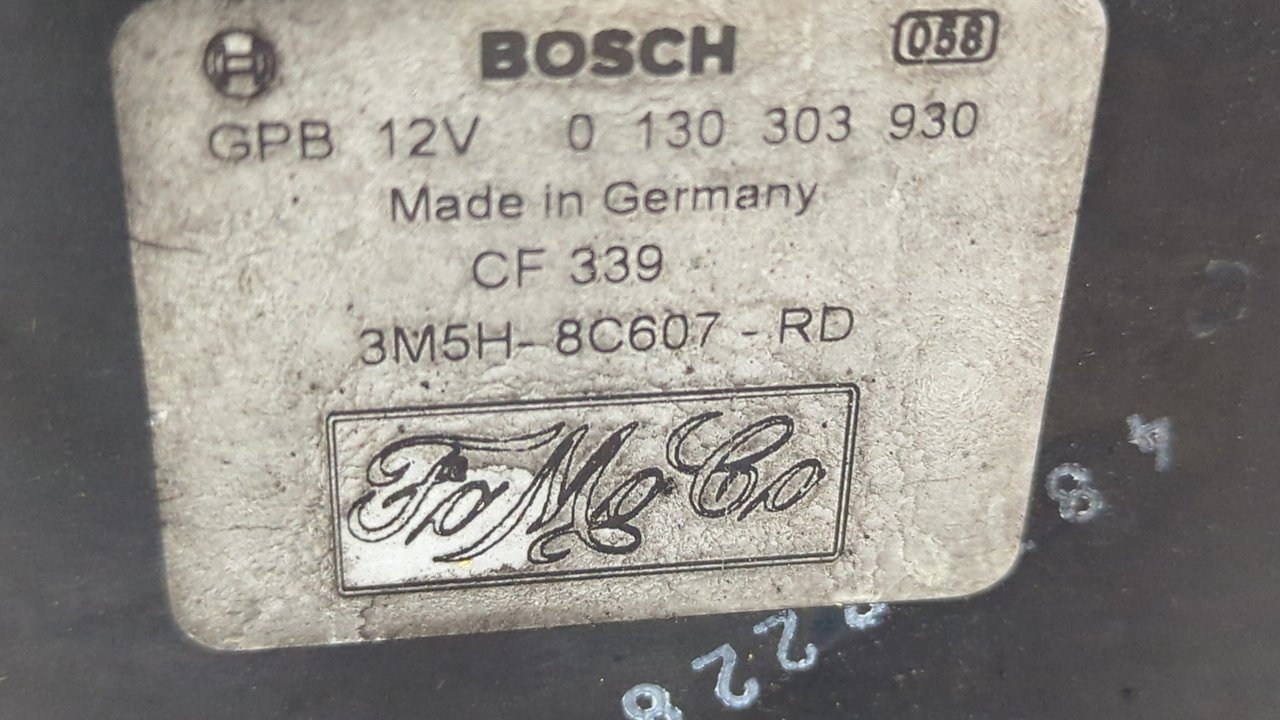 BOSCH 058
GPB 12V 0 130 303 930
Made in Germany
CF 339
3M5H-8C607-RD
FoMoCo